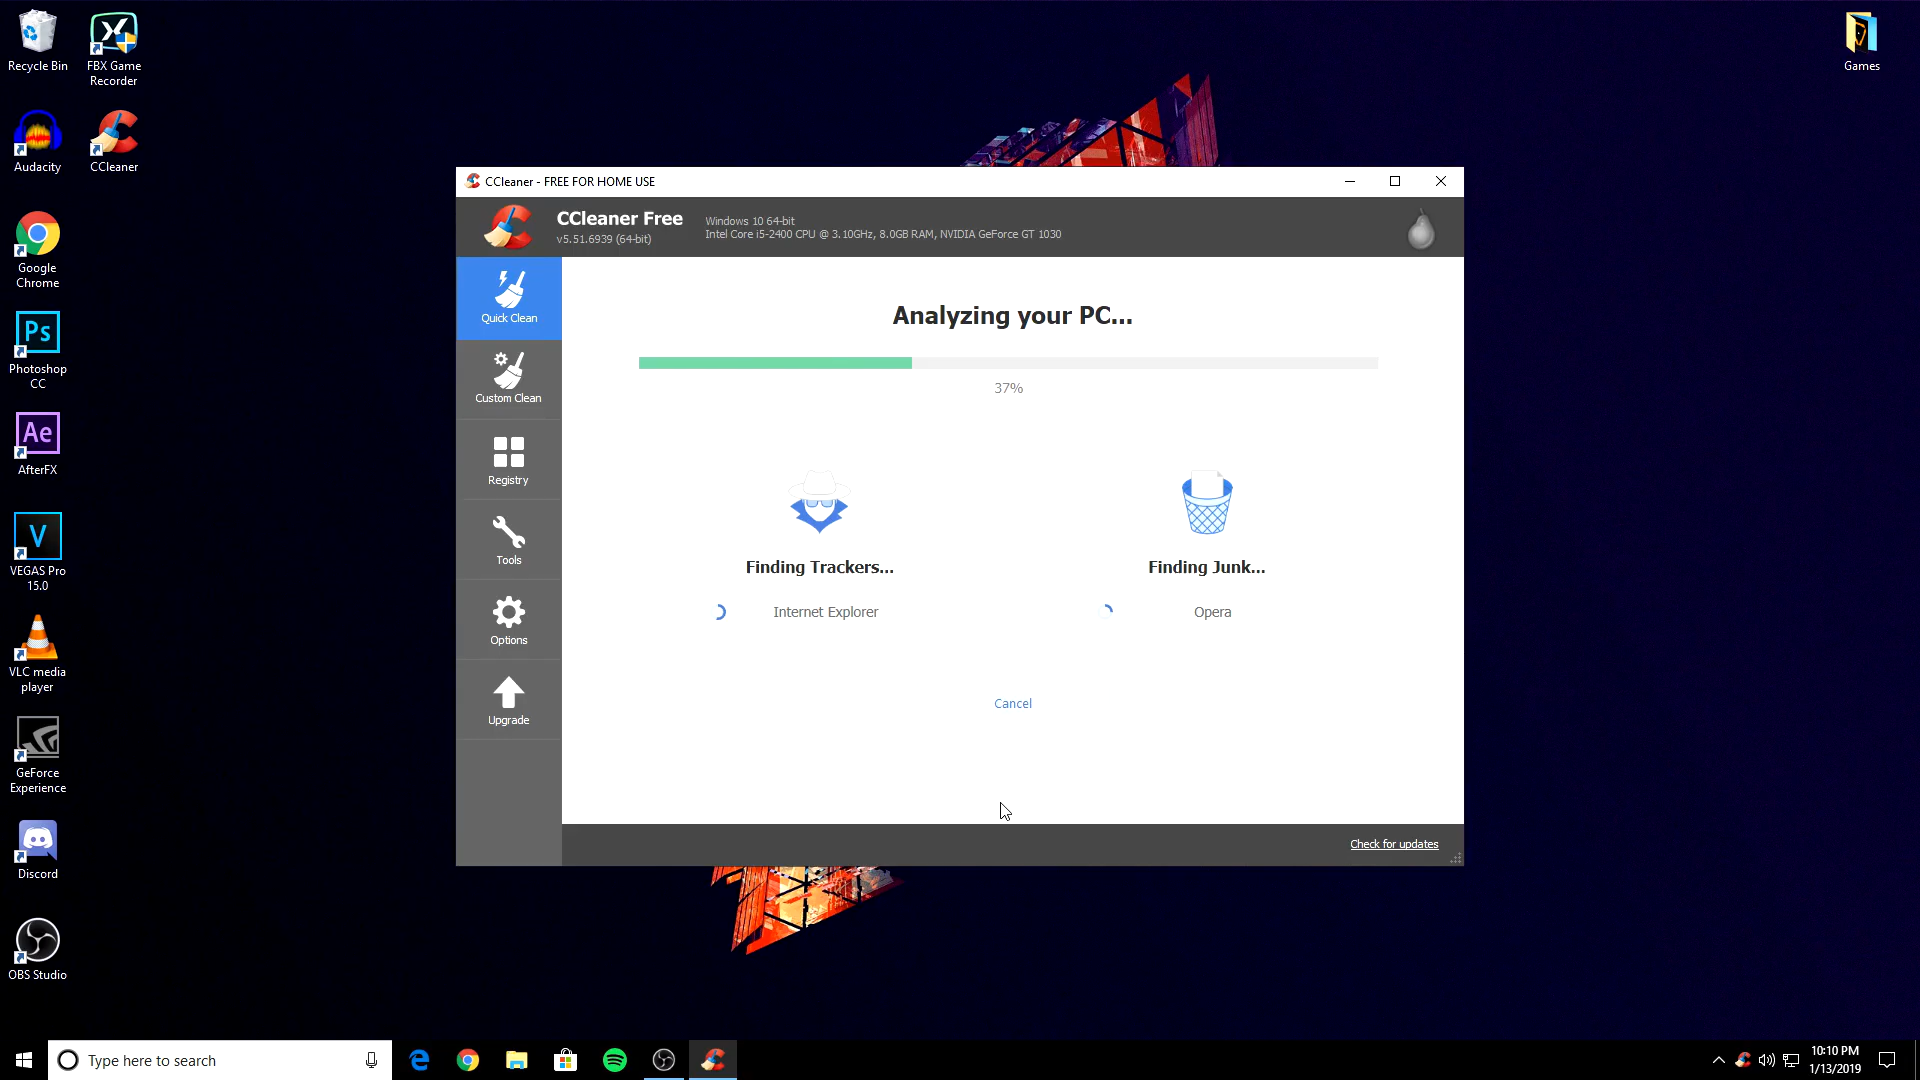 Recycle Bin
FBX Game
Recorder
Games
Audacity
CCleaner
Google
Chrome
Ps
Photoshop
CC
Ae
AfterFX
V
VEGAS Pro
15.0
VLC media
player
GeForce
Experience
Discord
OBS Studio
CCleaner - FREE FOR HOME USE
CCleaner Free
v5.51.6939 (64-bit)
Windows 10 64-bit
Intel Core i5-2400 CPU @ 3.10GHz, 8.0GB RAM, NVIDIA GeForce GT 1030
Quick Clean
Custom Clean
Registry
Tools
Options
Upgrade
Analyzing your PC...
37%
Finding Trackers...
Finding Junk...
Internet Explorer
Opera
Cancel
Check for updates
Type here to search
10:10 PM
1/13/2019